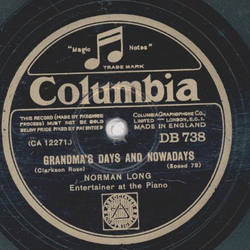 "Magic Notes"
TRADE MARK
Columbia
THIS RECORD (MADE BY PATENTED PROCESS) MUST NOT BE SOLD BELOW PRICE FIXED BY PATENTEES
COLUMBIA GRAPHOPHONE CO., LIMITED LONDON, E.C.1.
MADE IN ENGLAND
(CA 12271.)
DB 738
GRANDMA'S DAYS AND NOWADAYS
(Clarkson Rose) (Speed 78)
NORMAN LONG
Entertainer at the Piano